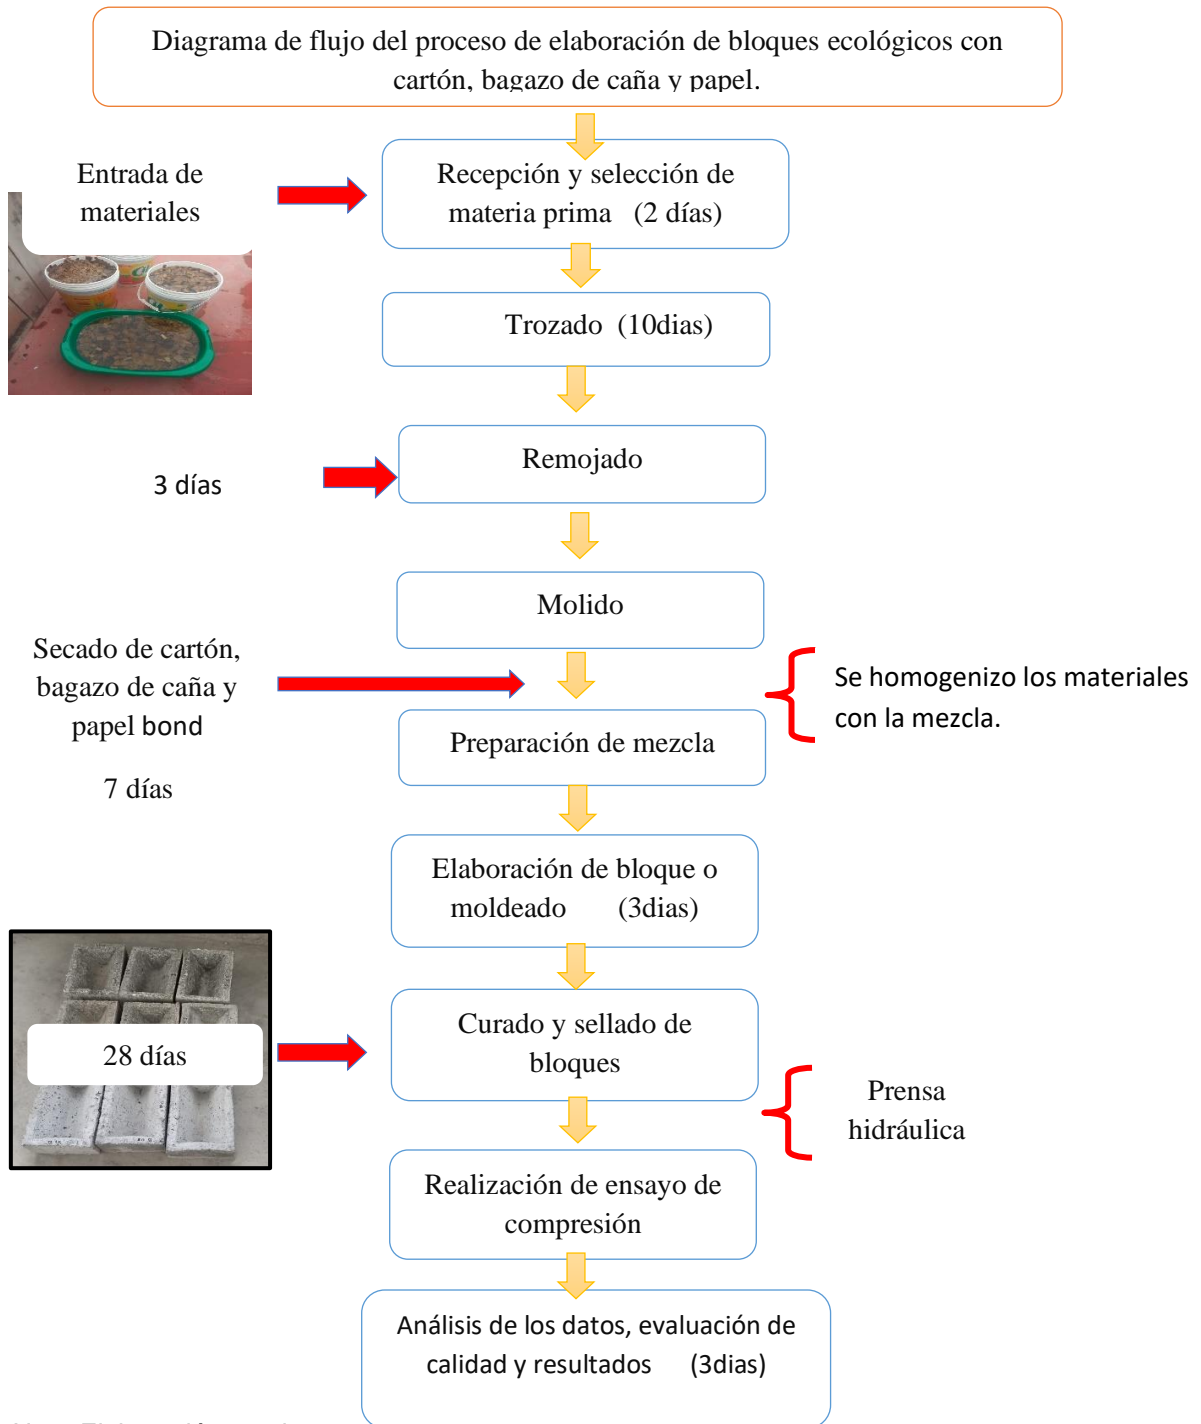 Diagrama de flujo del proceso de elaboración de bloques ecológicos con
cartón, bagazo de caña y papel.
Entrada de
materiales
Recepción y selección de
materia prima (2 días)
Trozado (10dias)
Remojado
3 días
Molido
Secado de cartón,
bagazo de caña y
papel bond
7 días
Se homogenizo los materiales
con la mezcla.
Preparación de mezcla
Elaboración de bloque o
moldeado (3dias)
28 días
Curado y sellado de
bloques
Prensa
hidráulica
Realización de ensayo de
compresión
Análisis de los datos, evaluación de
calidad y resultados (3dias)